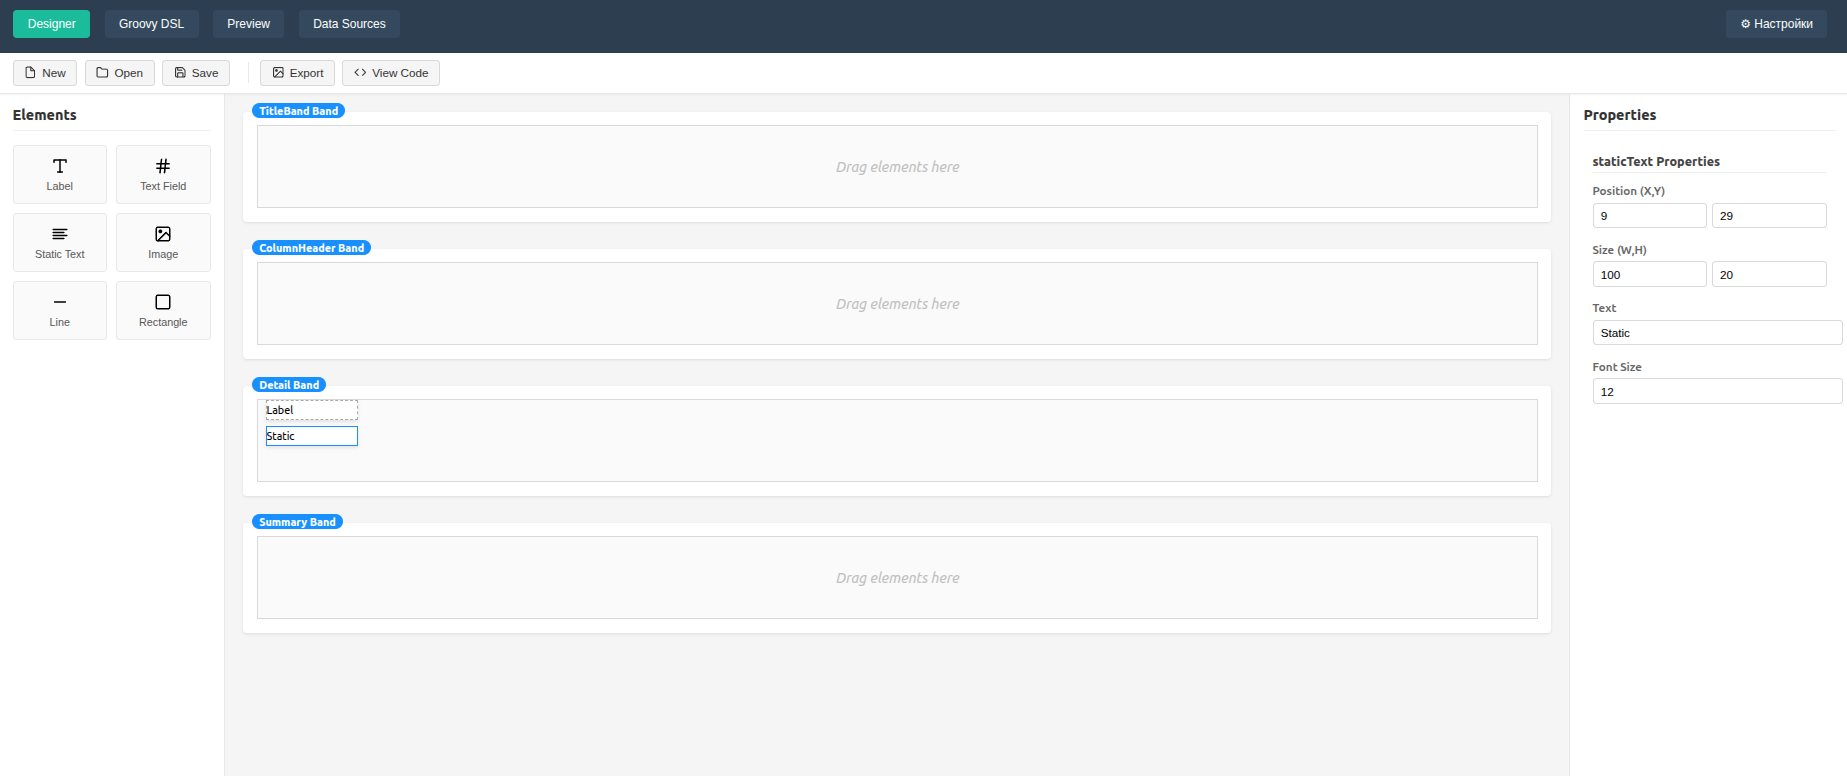 Designer Groovy DSL Preview Data Sources ⚙ Настройки
New Open Save Export View Code
Elements
Label Text Field
Static Text Image
Line Rectangle
TitleBand Band
Drag elements here
ColumnHeader Band
Drag elements here
Detail Band
Label
Static
Summary Band
Drag elements here
Properties
staticText Properties
Position (X,Y)
9 29
Size (W,H)
100 20
Text
Static
Font Size
12